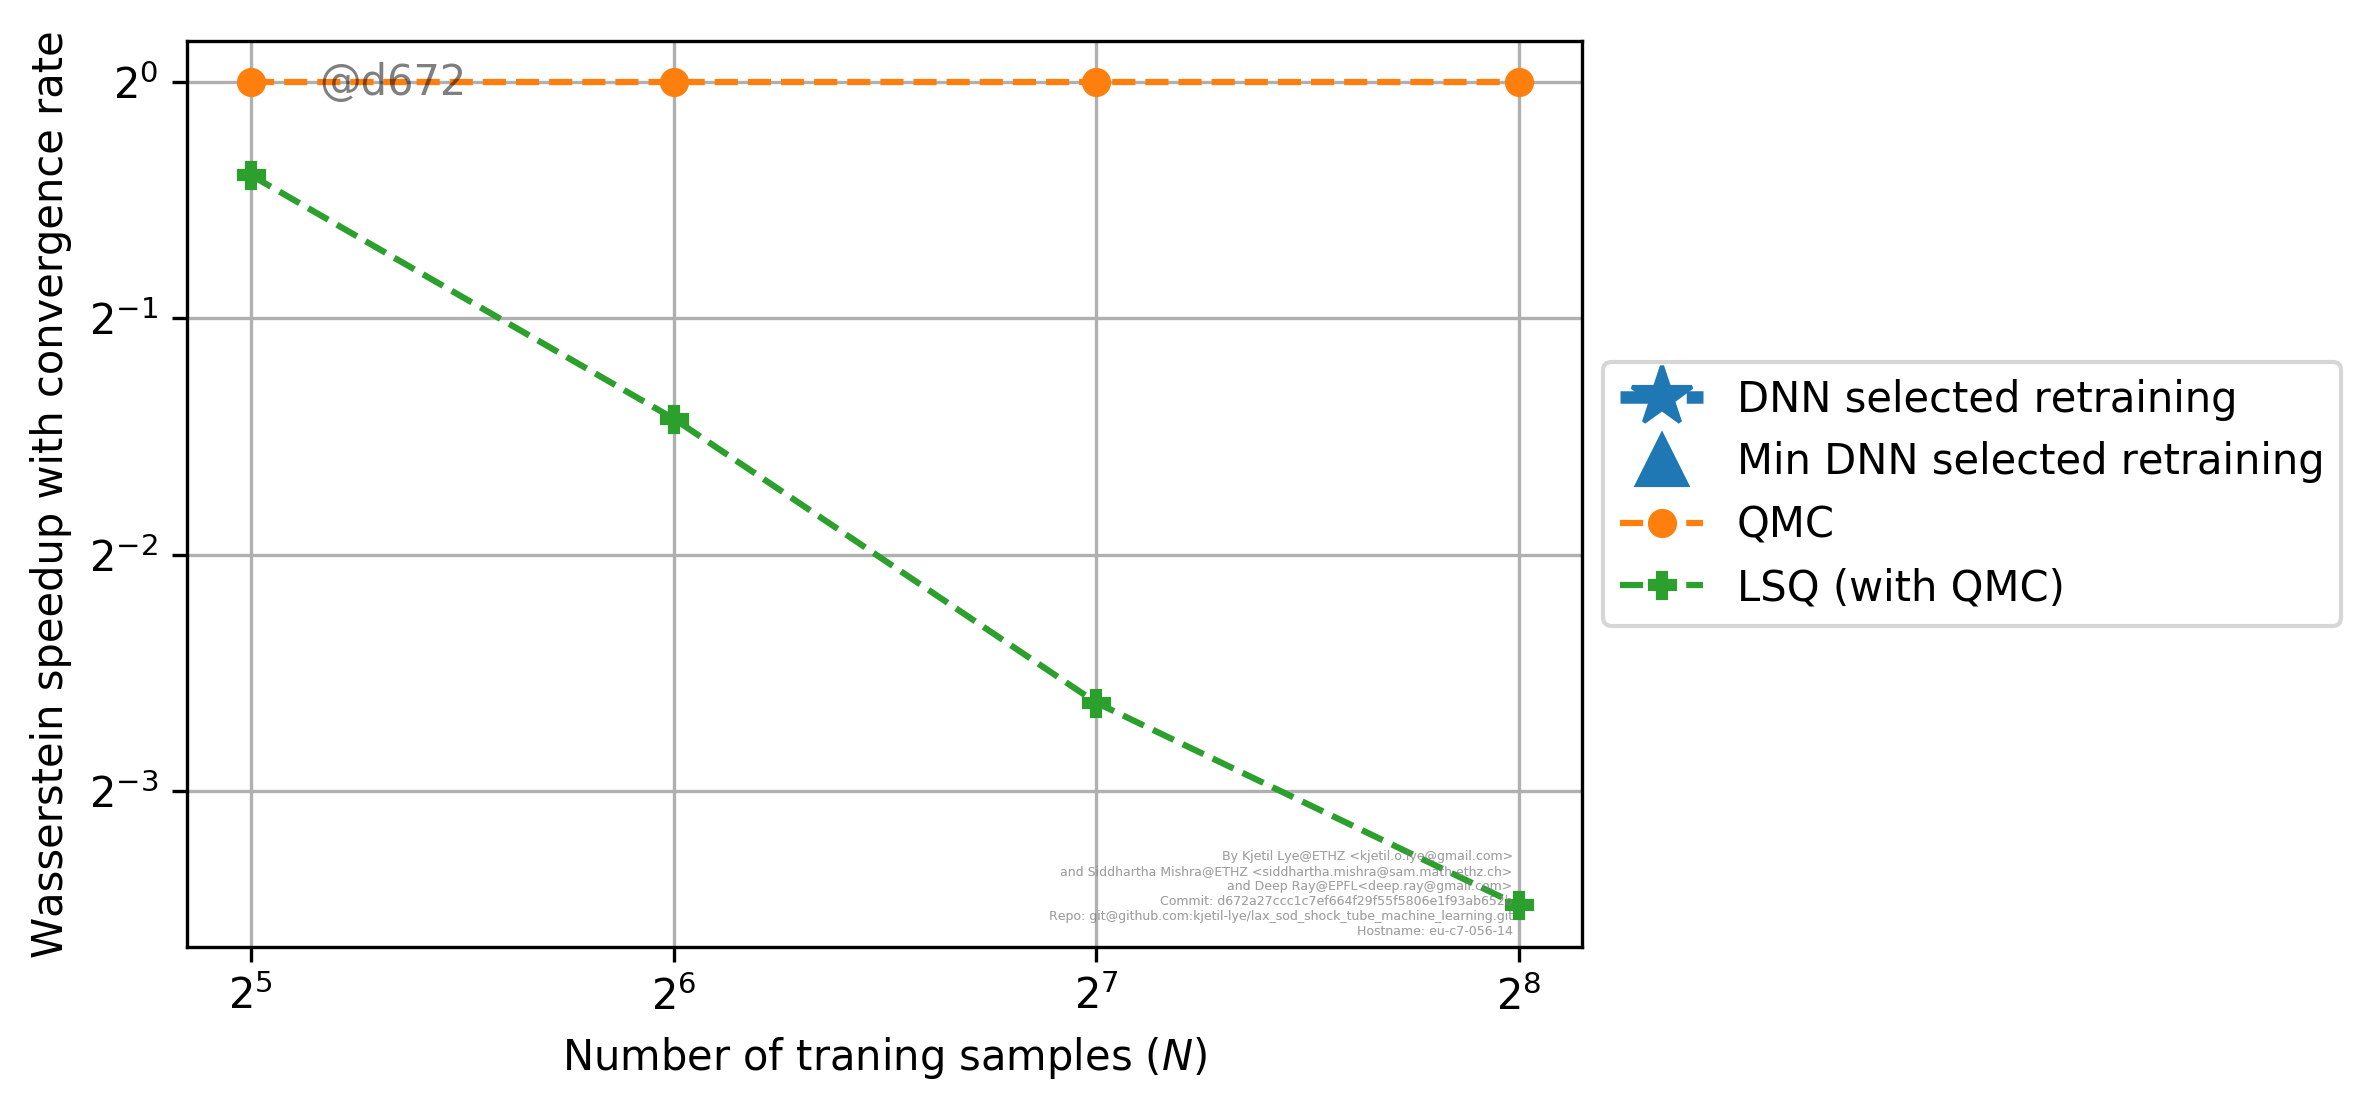 Wasserstein speedup with convergence rate
2⁰
2⁻¹
2⁻²
2⁻³
@d672
By Kjetil Lye@ETHZ <kjetil.o.lye@gmail.com>
and Siddhartha Mishra@ETHZ <siddhartha.mishra@sam.math.ethz.ch>
and Deep Ray@EPFL<deep.ray@gmail.com>
Commit: d672a27ccc1c7ef664f29f55f5806e1f93ab652b
Repo: git@github.com:kjetil-lye/lax_sod_shock_tube_machine_learning.git
Hostname: eu-c7-056-14
2⁵
2⁶
2⁷
2⁸
Number of traning samples (N)
DNN selected retraining
Min DNN selected retraining
QMC
LSQ (with QMC)